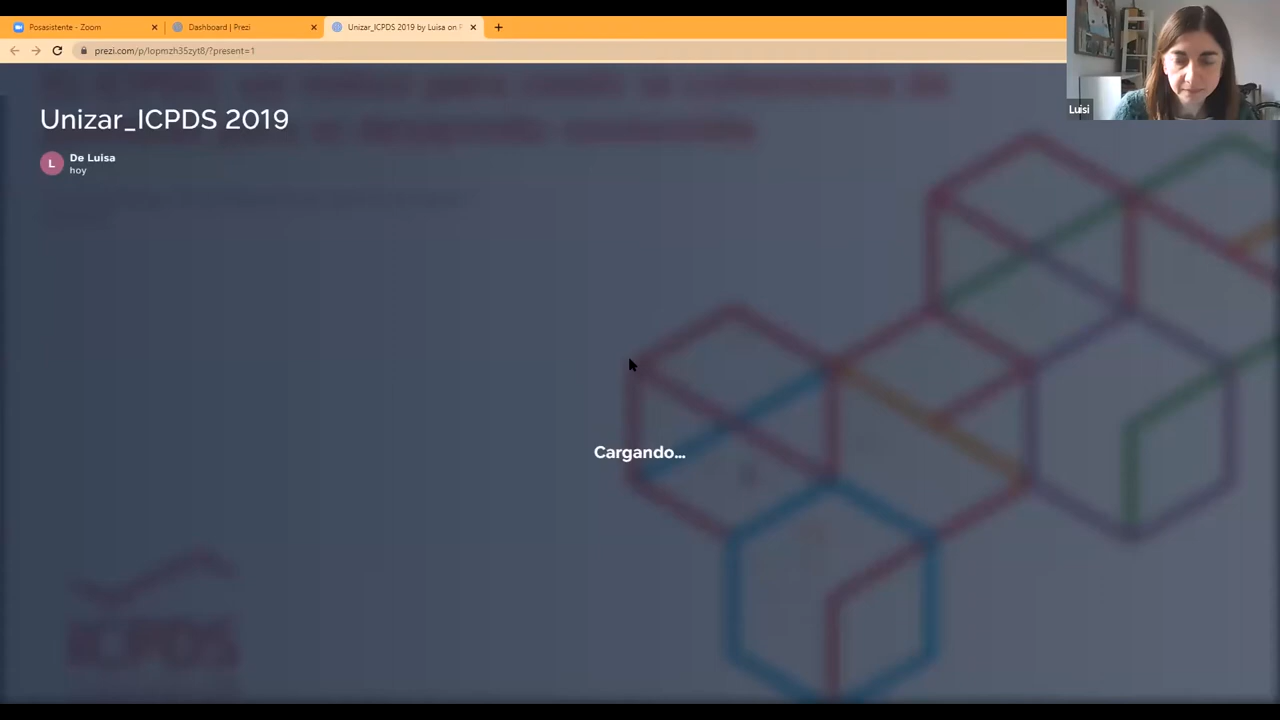 Posasistente - Zoom
Dashboard | Prezi
Unizar_ICPDS 2019 by Luisa on P
prezi.com/p/lopmzh35zyt8/?present=1
Luisi
Unizar_ICPDS 2019
L
De Luisa
hoy
Cargando...
ICPDS